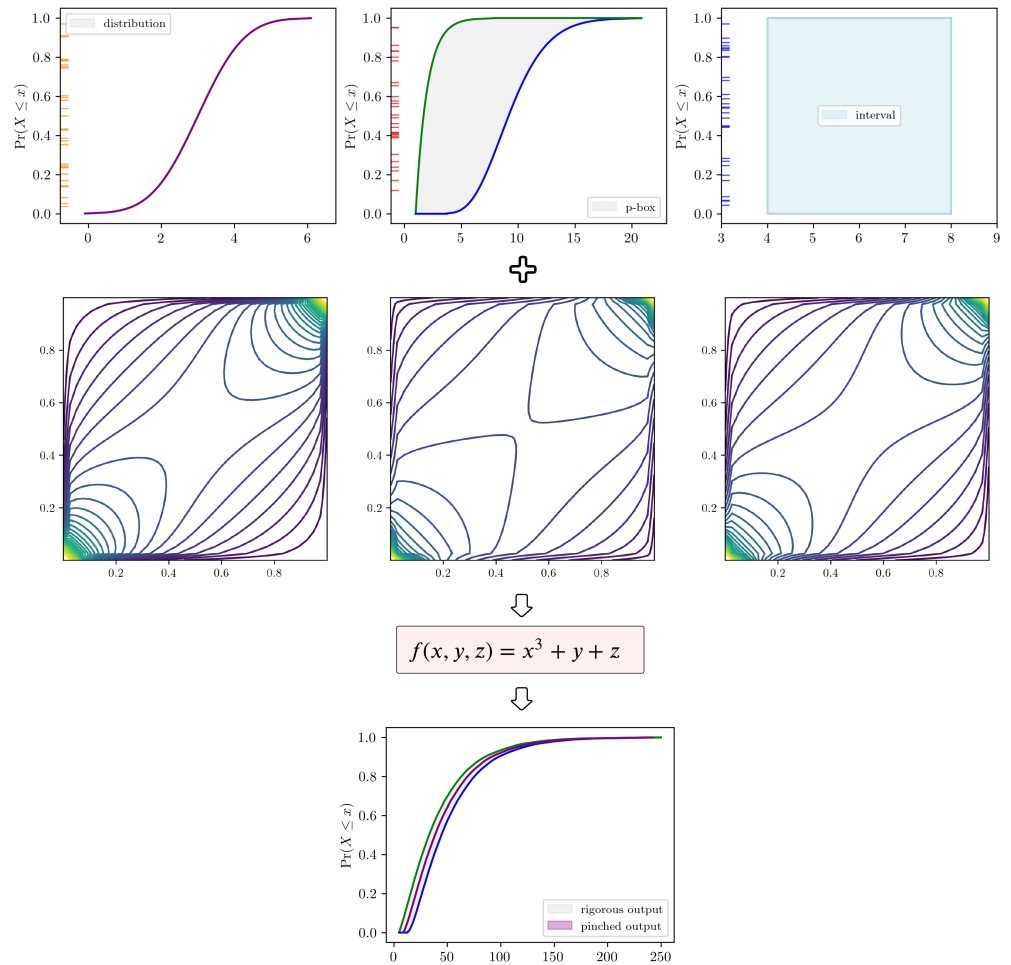 distribution
Pr(X ≤ x)
1.0
0.8
0.6
0.4
0.2
0.0
0 2 4 6
p-box
Pr(X ≤ x)
1.0
0.8
0.6
0.4
0.2
0.0
0 5 10 15 20
interval
Pr(X ≤ x)
1.0
0.8
0.6
0.4
0.2
0.0
3 4 5 6 7 8 9
0.8
0.6
0.4
0.2
0.2 0.4 0.6 0.8
0.8
0.6
0.4
0.2
0.2 0.4 0.6 0.8
0.8
0.6
0.4
0.2
0.2 0.4 0.6 0.8
f(x, y, z) = x³ + y + z
Pr(X ≤ x)
1.0
0.8
0.6
0.4
0.2
0.0
rigorous output
pinched output
0 50 100 150 200 250